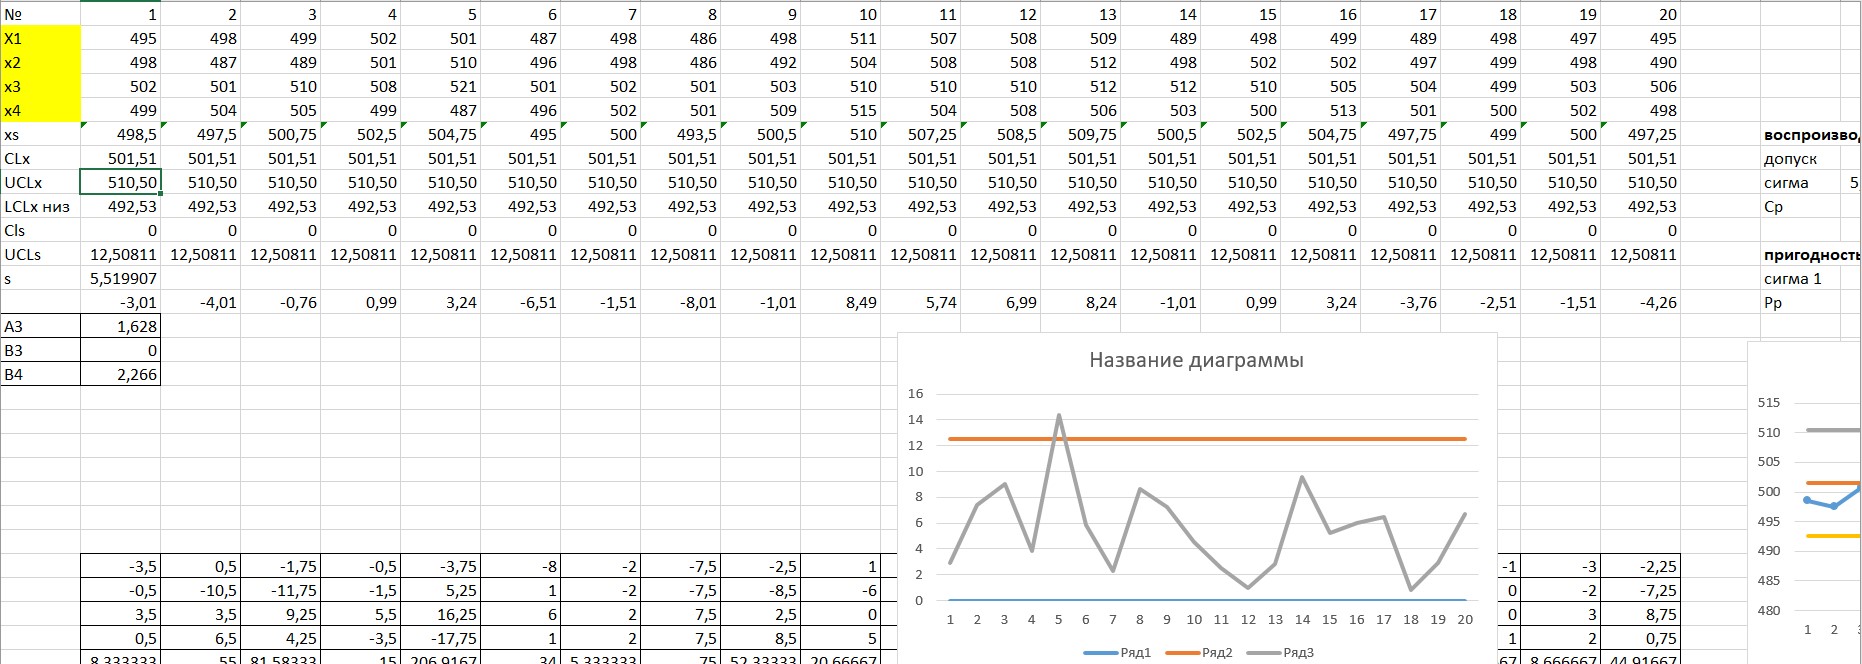 № 1 2 3 4 5 6 7 8 9 10 11 12 13 14 15 16 17 18 19 20
X1 495 498 499 502 501 487 498 486 498 511 507 508 509 489 498 499 489 498 497 495
x2 498 487 489 501 510 496 498 486 492 504 508 508 512 498 502 502 497 499 498 490
x3 502 501 510 508 521 501 502 501 503 510 510 510 512 512 510 505 504 499 503 506
x4 499 504 505 499 487 496 502 501 509 515 504 508 506 503 500 513 501 500 502 498
xs 498,5 497,5 500,75 502,5 504,75 495 500 493,5 500,5 510 507,25 508,5 509,75 500,5 502,5 504,75 497,75 499 500 497,25 воспроизвод
CLx 501,51 501,51 501,51 501,51 501,51 501,51 501,51 501,51 501,51 501,51 501,51 501,51 501,51 501,51 501,51 501,51 501,51 501,51 501,51 501,51 допуск
UCLx 510,50 510,50 510,50 510,50 510,50 510,50 510,50 510,50 510,50 510,50 510,50 510,50 510,50 510,50 510,50 510,50 510,50 510,50 510,50 510,50 сигма 5,
LCLx низ 492,53 492,53 492,53 492,53 492,53 492,53 492,53 492,53 492,53 492,53 492,53 492,53 492,53 492,53 492,53 492,53 492,53 492,53 492,53 492,53 Cp
Cls 0 0 0 0 0 0 0 0 0 0 0 0 0 0 0 0 0 0 0 0
UCLs 12,50811 12,50811 12,50811 12,50811 12,50811 12,50811 12,50811 12,50811 12,50811 12,50811 12,50811 12,50811 12,50811 12,50811 12,50811 12,50811 12,50811 12,50811 12,50811 12,50811 пригодность
s 5,519907 сигма 1
-3,01 -4,01 -0,76 0,99 3,24 -6,51 -1,51 -8,01 -1,01 8,49 5,74 6,99 8,24 -1,01 0,99 3,24 -3,76 -2,51 -1,51 -4,26 Pp
A3 1,628
B3 0
B4 2,266
Название диаграммы
16
14
12
10
8
6
4
2
0
1 2 3 4 5 6 7 8 9 10 11 12 13 14 15 16 17 18 19 20
Ряд1 Ряд2 Ряд3
515
510
505
500
495
490
485
480
1 2
-3,5 0,5 -1,75 -0,5 -3,75 -8 -2 -7,5 -2,5 1 -1 -3 -2,25
-0,5 -10,5 -11,75 -1,5 5,25 1 -2 -7,5 -8,5 -6 0 -2 -7,25
3,5 3,5 9,25 5,5 16,25 6 2 7,5 2,5 0 0 3 8,75
0,5 6,5 4,25 -3,5 -17,75 1 2 7,5 8,5 5 1 2 0,75
8,333333 55 81,58333 15 206,9167 34 5,333333 75 52,33333 20,66667 67 8,666667 44,91667